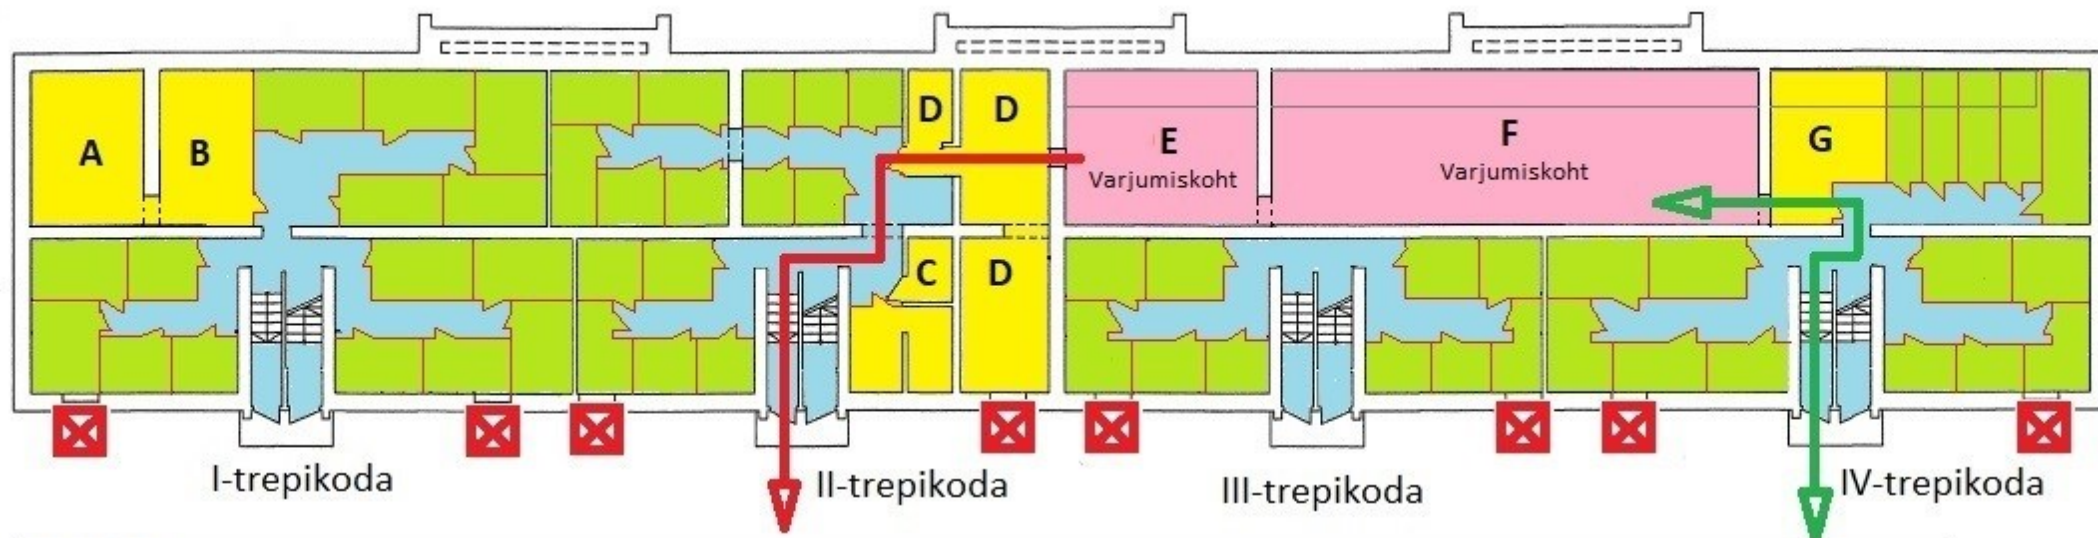 A
B
D
D
E
Varjumiskoht
F
Varjumiskoht
G
C
D
I-trepikoda
II-trepikoda
III-trepikoda
IV-trepikoda